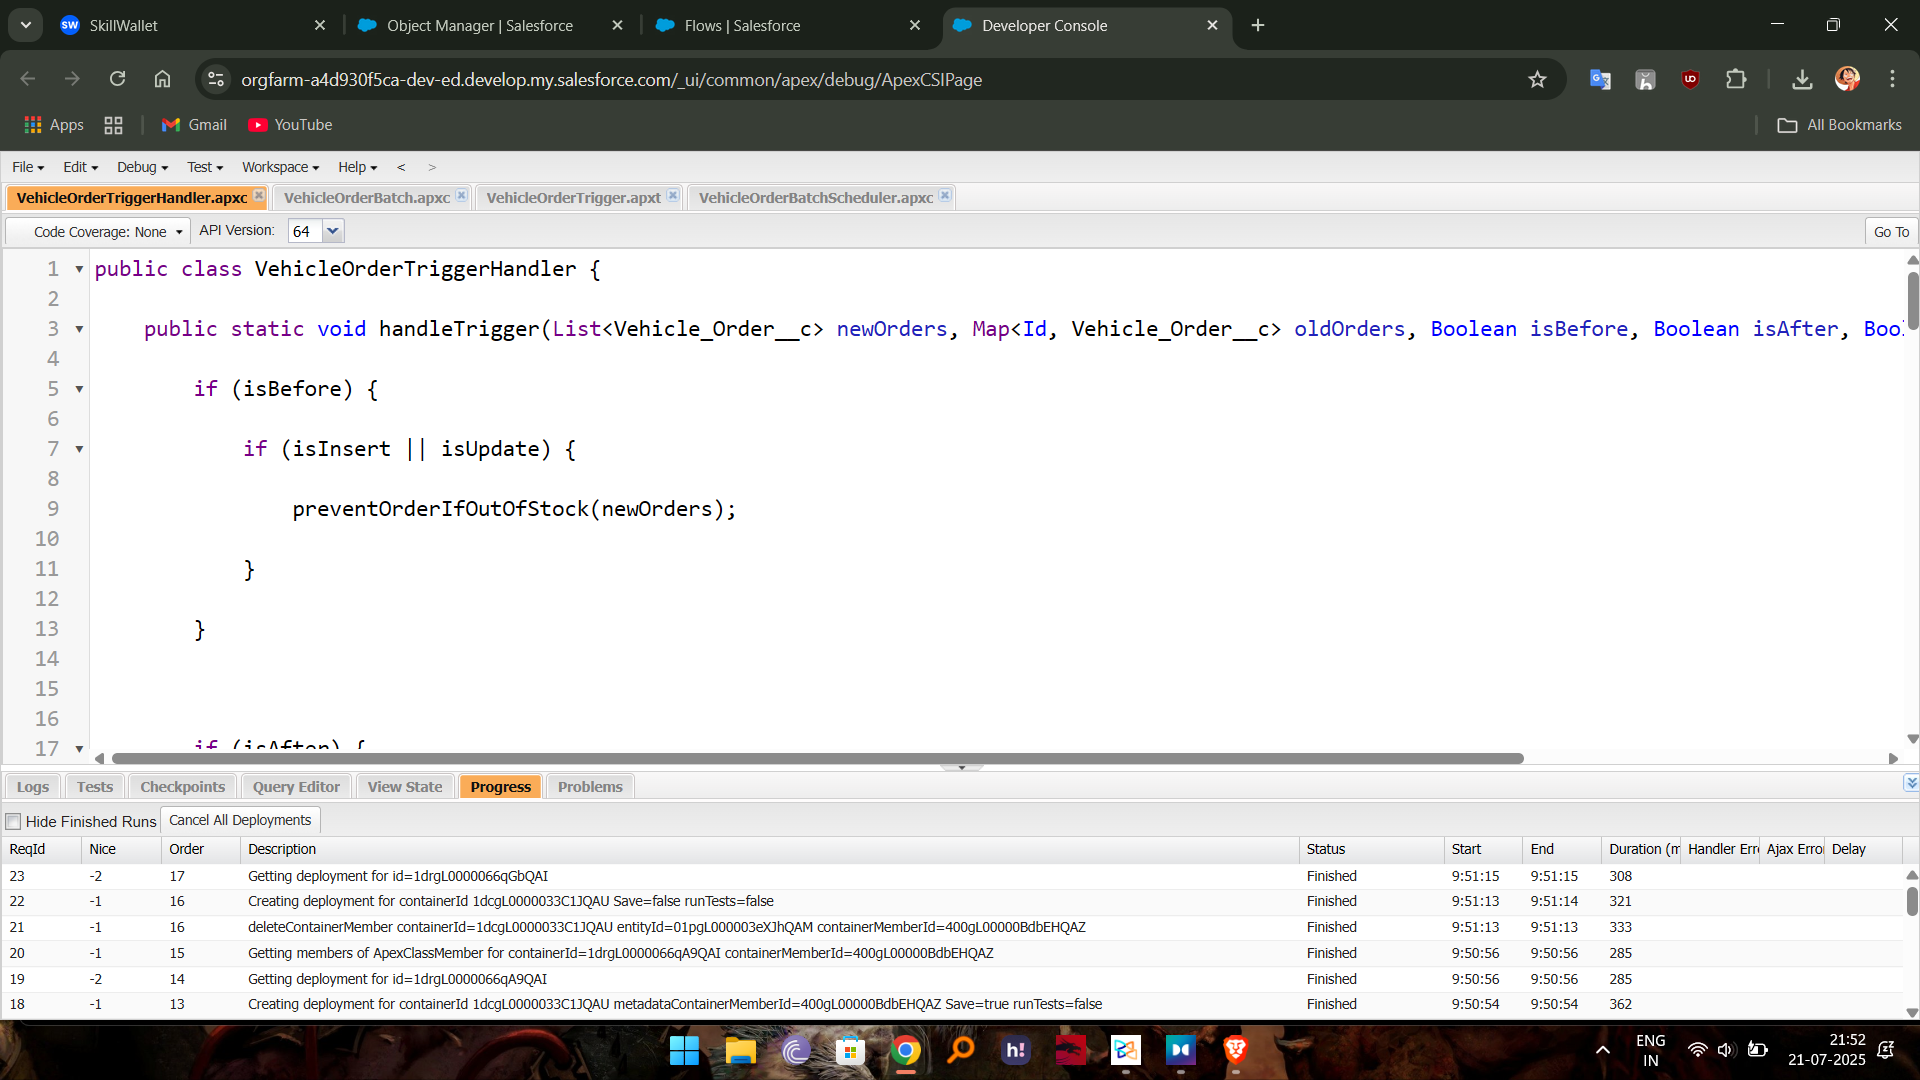 SkillWallet
Object Manager | Salesforce
Flows | Salesforce
Developer Console
orgfarm-a4d930f5ca-dev-ed.develop.my.salesforce.com/_ui/common/apex/debug/ApexCSIPage
Apps
Gmail
YouTube
All Bookmarks
File Edit Debug Test Workspace Help < >
VehicleOrderTriggerHandler.apxc VehicleOrderBatch.apxc VehicleOrderTrigger.apxt VehicleOrderBatchScheduler.apxc
Code Coverage: None API Version: 64 Go To
1 public class VehicleOrderTriggerHandler {
2
3 public static void handleTrigger(List<Vehicle_Order__c> newOrders, Map<Id, Vehicle_Order__c> oldOrders, Boolean isBefore, Boolean isAfter, Bool
4
5 if (isBefore) {
6
7 if (isInsert || isUpdate) {
8
9 preventOrderIfOutOfStock(newOrders);
10
11 }
12
13 }
14
15
16
17 if (isAfter) {
Logs Tests Checkpoints Query Editor View State Progress Problems
Hide Finished Runs Cancel All Deployments
ReqId Nice Order Description Status Start End Duration (m Handler Erro Ajax Erro Delay
23 -2 17 Getting deployment for id=1drgL0000066qGbQAI Finished 9:51:15 9:51:15 308
22 -1 16 Creating deployment for containerId 1dcgL0000033C1JQAU Save=false runTests=false Finished 9:51:13 9:51:14 321
21 -1 16 deleteContainerMember containerId=1dcgL0000033C1JQAU entityId=01pgL000003eXJhQAM containerMemberId=400gL00000BdbEHQAZ Finished 9:51:13 9:51:13 333
20 -1 15 Getting members of ApexClassMember for containerId=1drgL0000066qA9QAI containerMemberId=400gL00000BdbEHQAZ Finished 9:50:56 9:50:56 285
19 -2 14 Getting deployment for id=1drgL0000066qA9QAI Finished 9:50:56 9:50:56 285
18 -1 13 Creating deployment for containerId 1dcgL0000033C1JQAU metadataContainerMemberId=400gL00000BdbEHQAZ Save=true runTests=false Finished 9:50:54 9:50:54 362
h!
ENG
IN
21:52
21-07-2025